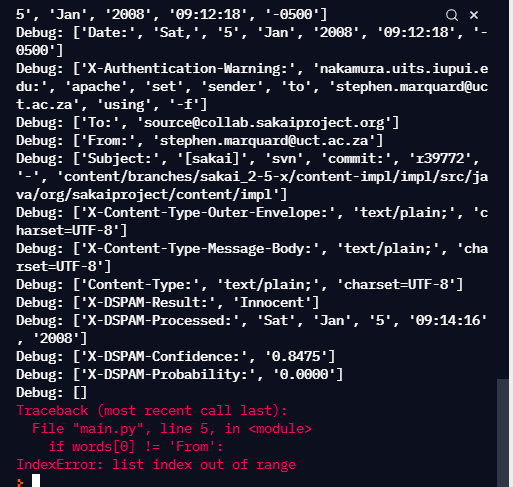 5', 'Jan', '2008', '09:12:18', '-0500']
Debug: ['Date:', 'Sat,', '5', 'Jan', '2008', '09:12:18', '-
0500']
Debug: ['X-Authentication-Warning:', 'nakamura.uits.iupui.e
du:', 'apache', 'set', 'sender', 'to', 'stephen.marquard@uc
t.ac.za', 'using', '-f']
Debug: ['To:', 'source@collab.sakaiproject.org']
Debug: ['From:', 'stephen.marquard@uct.ac.za']
Debug: ['Subject:', '[sakai]', 'svn', 'commit:', 'r39772',
'-', 'content/branches/sakai_2-5-x/content-impl/impl/src/ja
va/org/sakaiproject/content/impl']
Debug: ['X-Content-Type-Outer-Envelope:', 'text/plain;', 'c
harset=UTF-8']
Debug: ['X-Content-Type-Message-Body:', 'text/plain;', 'cha
rset=UTF-8']
Debug: ['Content-Type:', 'text/plain;', 'charset=UTF-8']
Debug: ['X-DSPAM-Result:', 'Innocent']
Debug: ['X-DSPAM-Processed:', 'Sat', 'Jan', '5', '09:14:16'
, '2008']
Debug: ['X-DSPAM-Confidence:', '0.8475']
Debug: ['X-DSPAM-Probability:', '0.0000']
Debug: []
Traceback (most recent call last):
  File "main.py", line 5, in <module>
    if words[0] != 'From':
IndexError: list index out of range